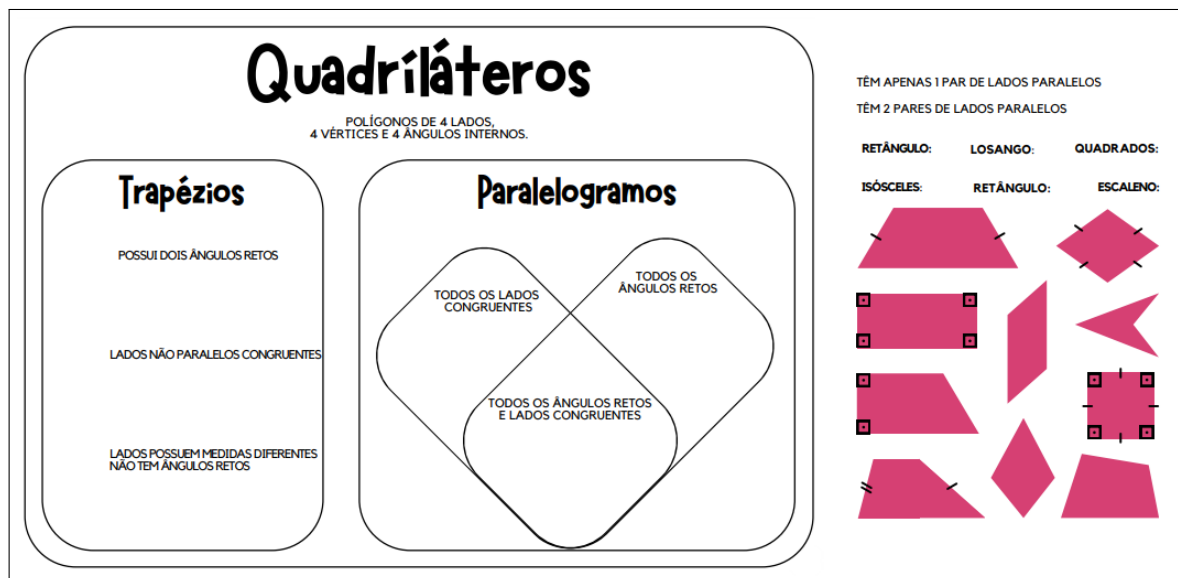 Quadriláteros
POLÍGONOS DE 4 LADOS,
4 VÉRTICES E 4 ÂNGULOS INTERNOS.
Trapézios
POSSUI DOIS ÂNGULOS RETOS
LADOS NÃO PARALELOS CONGRUENTES
LADOS POSSUEM MEDIDAS DIFERENTES
NÃO TEM ÂNGULOS RETOS
Paralelogramos
TODOS OS LADOS
CONGRUENTES
TODOS OS
ÂNGULOS RETOS
TODOS OS ÂNGULOS RETOS
E LADOS CONGRUENTES
TÊM APENAS 1 PAR DE LADOS PARALELOS
TÊM 2 PARES DE LADOS PARALELOS
RETÂNGULO: LOSANGO: QUADRADOS:
ISÓSCELES: RETÂNGULO: ESCALENO: